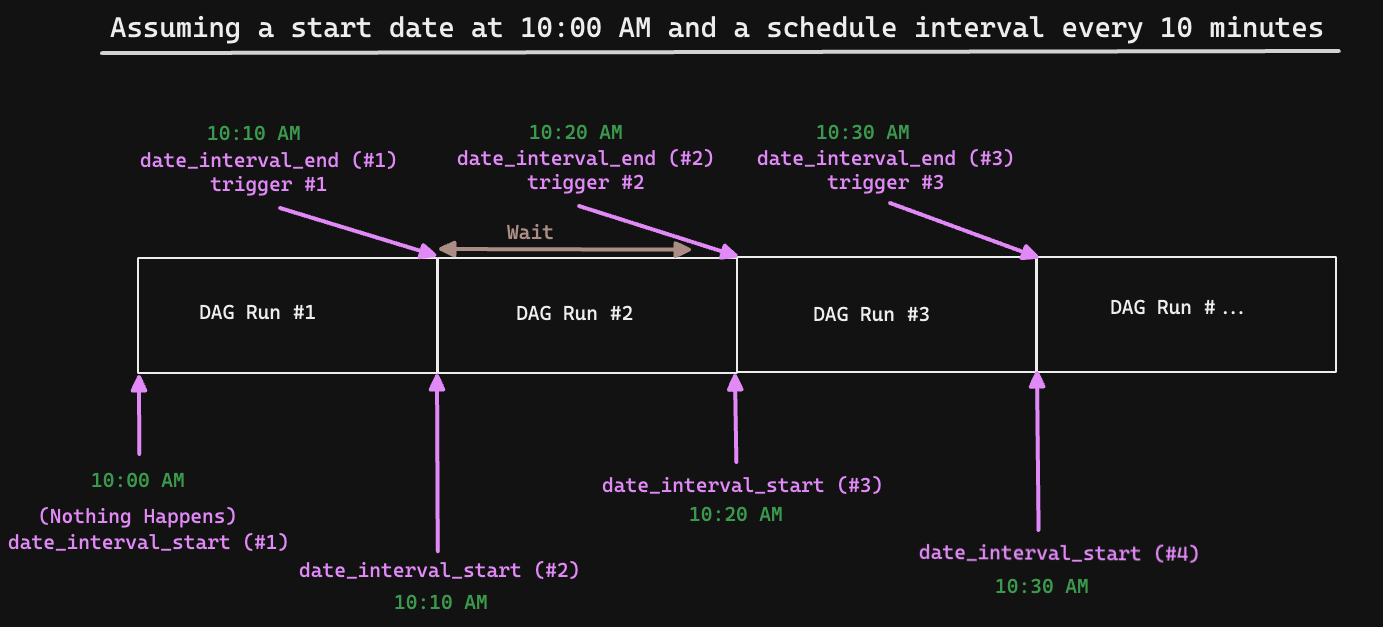 Assuming a start date at 10:00 AM and a schedule interval every 10 minutes
10:10 AM
date_interval_end (#1)
trigger #1
10:20 AM
date_interval_end (#2)
trigger #2
10:30 AM
date_interval_end (#3)
trigger #3
Wait
DAG Run #1
DAG Run #2
DAG Run #3
DAG Run # ...
10:00 AM
(Nothing Happens)
date_interval_start (#1)
date_interval_start (#2)
10:10 AM
date_interval_start (#3)
10:20 AM
date_interval_start (#4)
10:30 AM